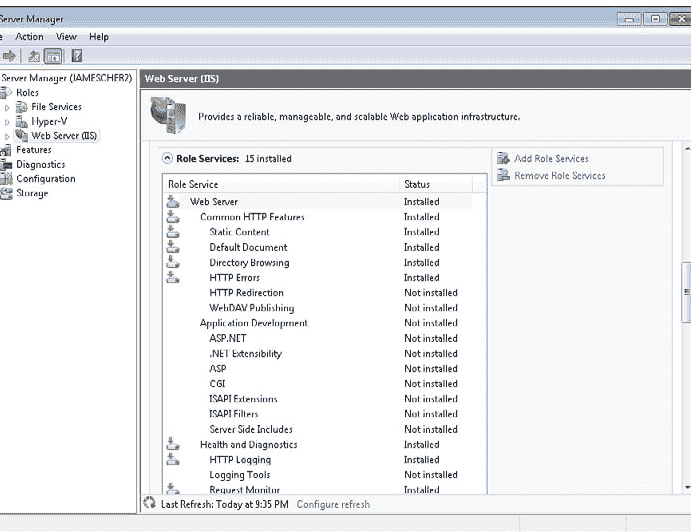 Server Manager
Action View Help
Server Manager (JAMESCHER2)
Roles
File Services
Hyper-V
Web Server (IIS)
Features
Diagnostics
Configuration
Storage
Web Server (IIS)
Provides a reliable, manageable, and scalable Web application infrastructure.
Role Services: 15 installed
Add Role Services
Remove Role Services
Role Service Status
Web Server Installed
Common HTTP Features Installed
Static Content Installed
Default Document Installed
Directory Browsing Installed
HTTP Errors Installed
HTTP Redirection Not installed
WebDAV Publishing Not installed
Application Development Not installed
ASP.NET Not installed
.NET Extensibility Not installed
ASP Not installed
CGI Not installed
ISAPI Extensions Not installed
ISAPI Filters Not installed
Server Side Includes Not installed
Health and Diagnostics Installed
HTTP Logging Installed
Logging Tools Not installed
Request Monitor Installed
Last Refresh: Today at 9:35 PM Configure refresh